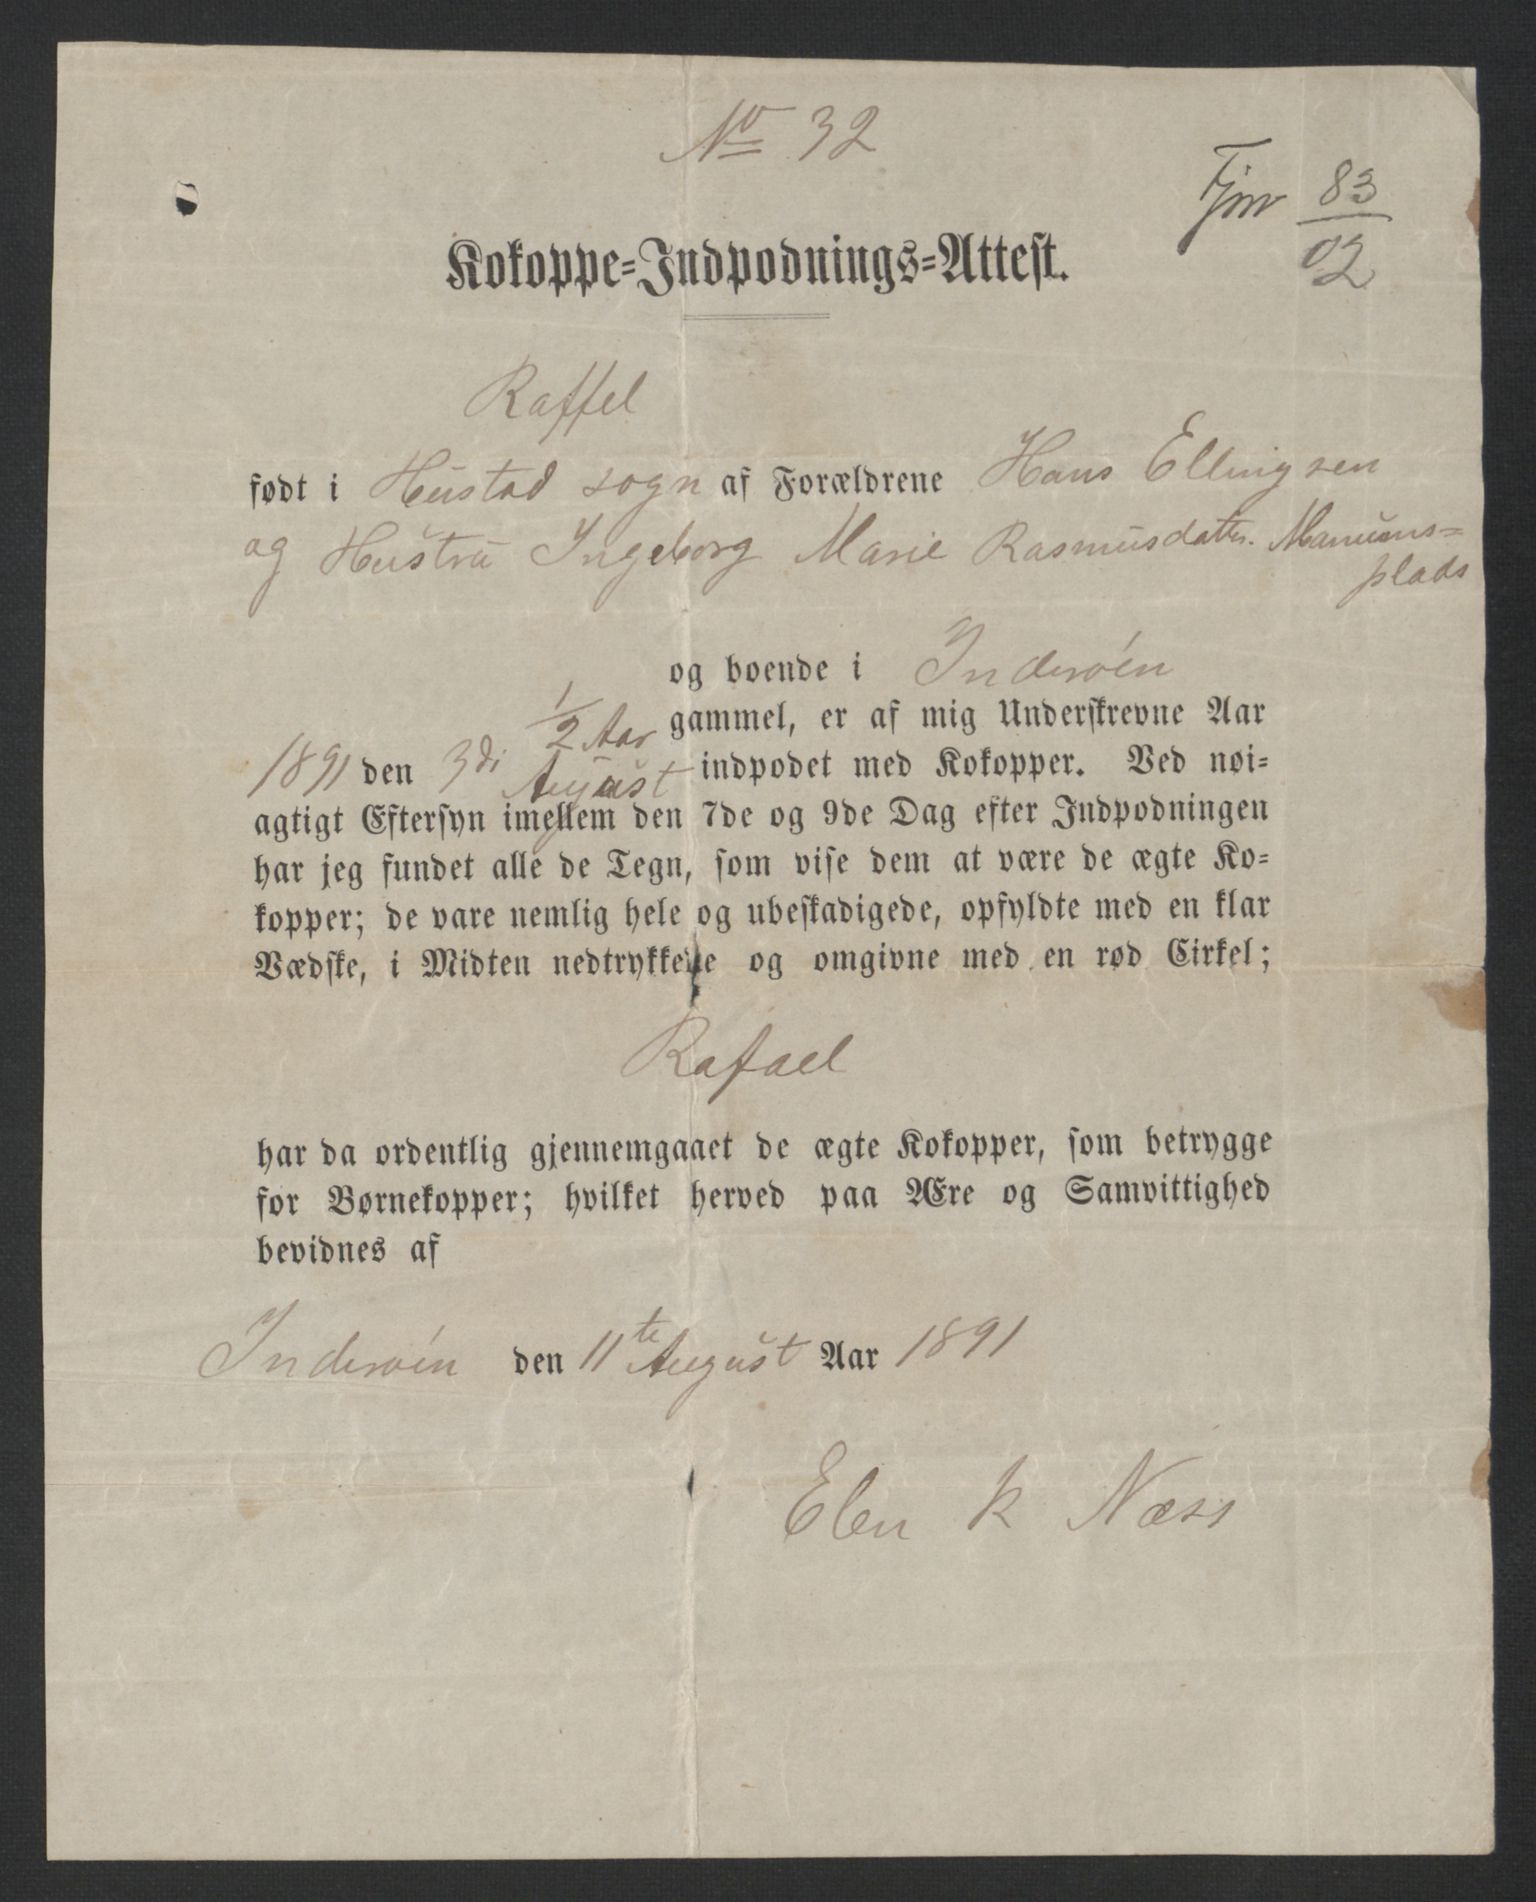 No 32
83
02
Kokoppe-Indpodnings-Attest.
Raffel
født i Hustad sogn af Forældrene Hans Ellingsen
og Hustru Ingeborg Marie Rasmusdatter.
plads
og boende i Inderøen
1/2 Aar gammel, er af mig Underskrevne Aar
1891 den 3di August indpodet med Kokopper. Ved nøi-
agtigt Eftersyn imellem den 7de og 9de Dag efter Indpodningen
har jeg fundet alle de Tegn, som vise dem at være de ægte Ko-
kopper; de vare nemlig hele og ubeskadigede, opfyldte med en klar
Vædske, i Midten nedtrykkede og omgivne med en rød Cirkel;
Rafael
har da ordentlig gjennemgaaet de ægte Kokopper, som betrygge
for Børnekopper; hvilket herved paa Ære og Samvittighed
bevidnes af
Inderøen den 11te August Aar 1891
K Næss